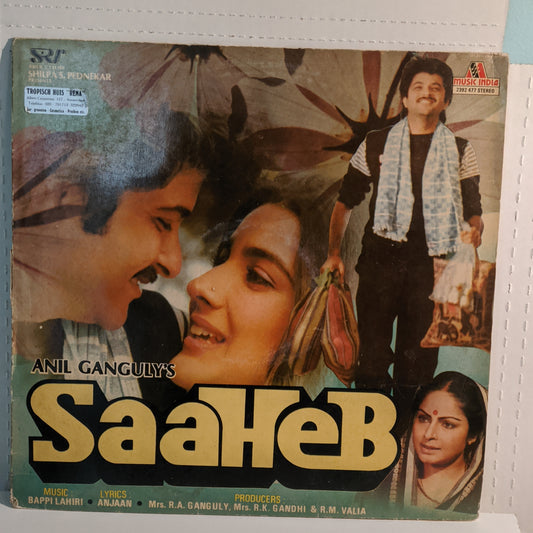 SHILPA S. PEDNEKAR
TROPISCH HUIS "RENA"
MUSIC INDIA
2392 477 STEREO
ANIL GANGULY'S
SAAHEB
MUSIC: LYRICS PRODUCERS
BAPPI LAHIRI • ANJAAN • Mrs. R.A. GANGULY, Mrs. R.K. GANDHI & R.M. VALIA